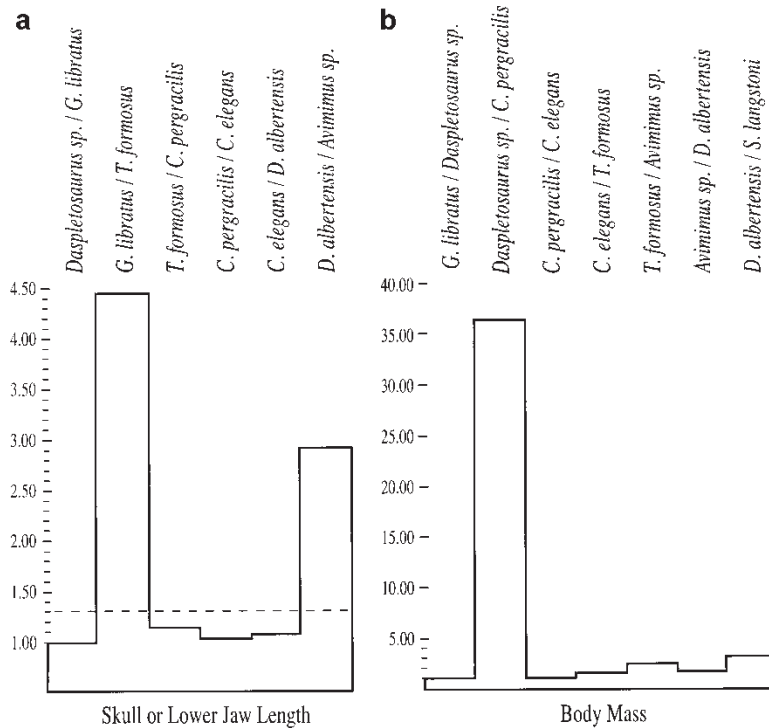 a
Daspletosaurus sp. / G. libratus
G. libratus / T. formosus
T. formosus / C. pergracilis
C. pergracilis / C. elegans
C. elegans / D. albertensis
D. albertensis / Avimimus sp.
4.50
4.00
3.50
3.00
2.50
2.00
1.50
1.00
Skull or Lower Jaw Length
b
G. libratus / Daspletosaurus sp.
Daspletosaurus sp. / C. pergracilis
C. pergracilis / C. elegans
C. elegans / T. formosus
T. formosus / Avimimus sp.
Avimimus sp. / D. albertensis
D. albertensis / S. langstoni
40.00
35.00
30.00
25.00
20.00
15.00
10.00
5.00
Body Mass